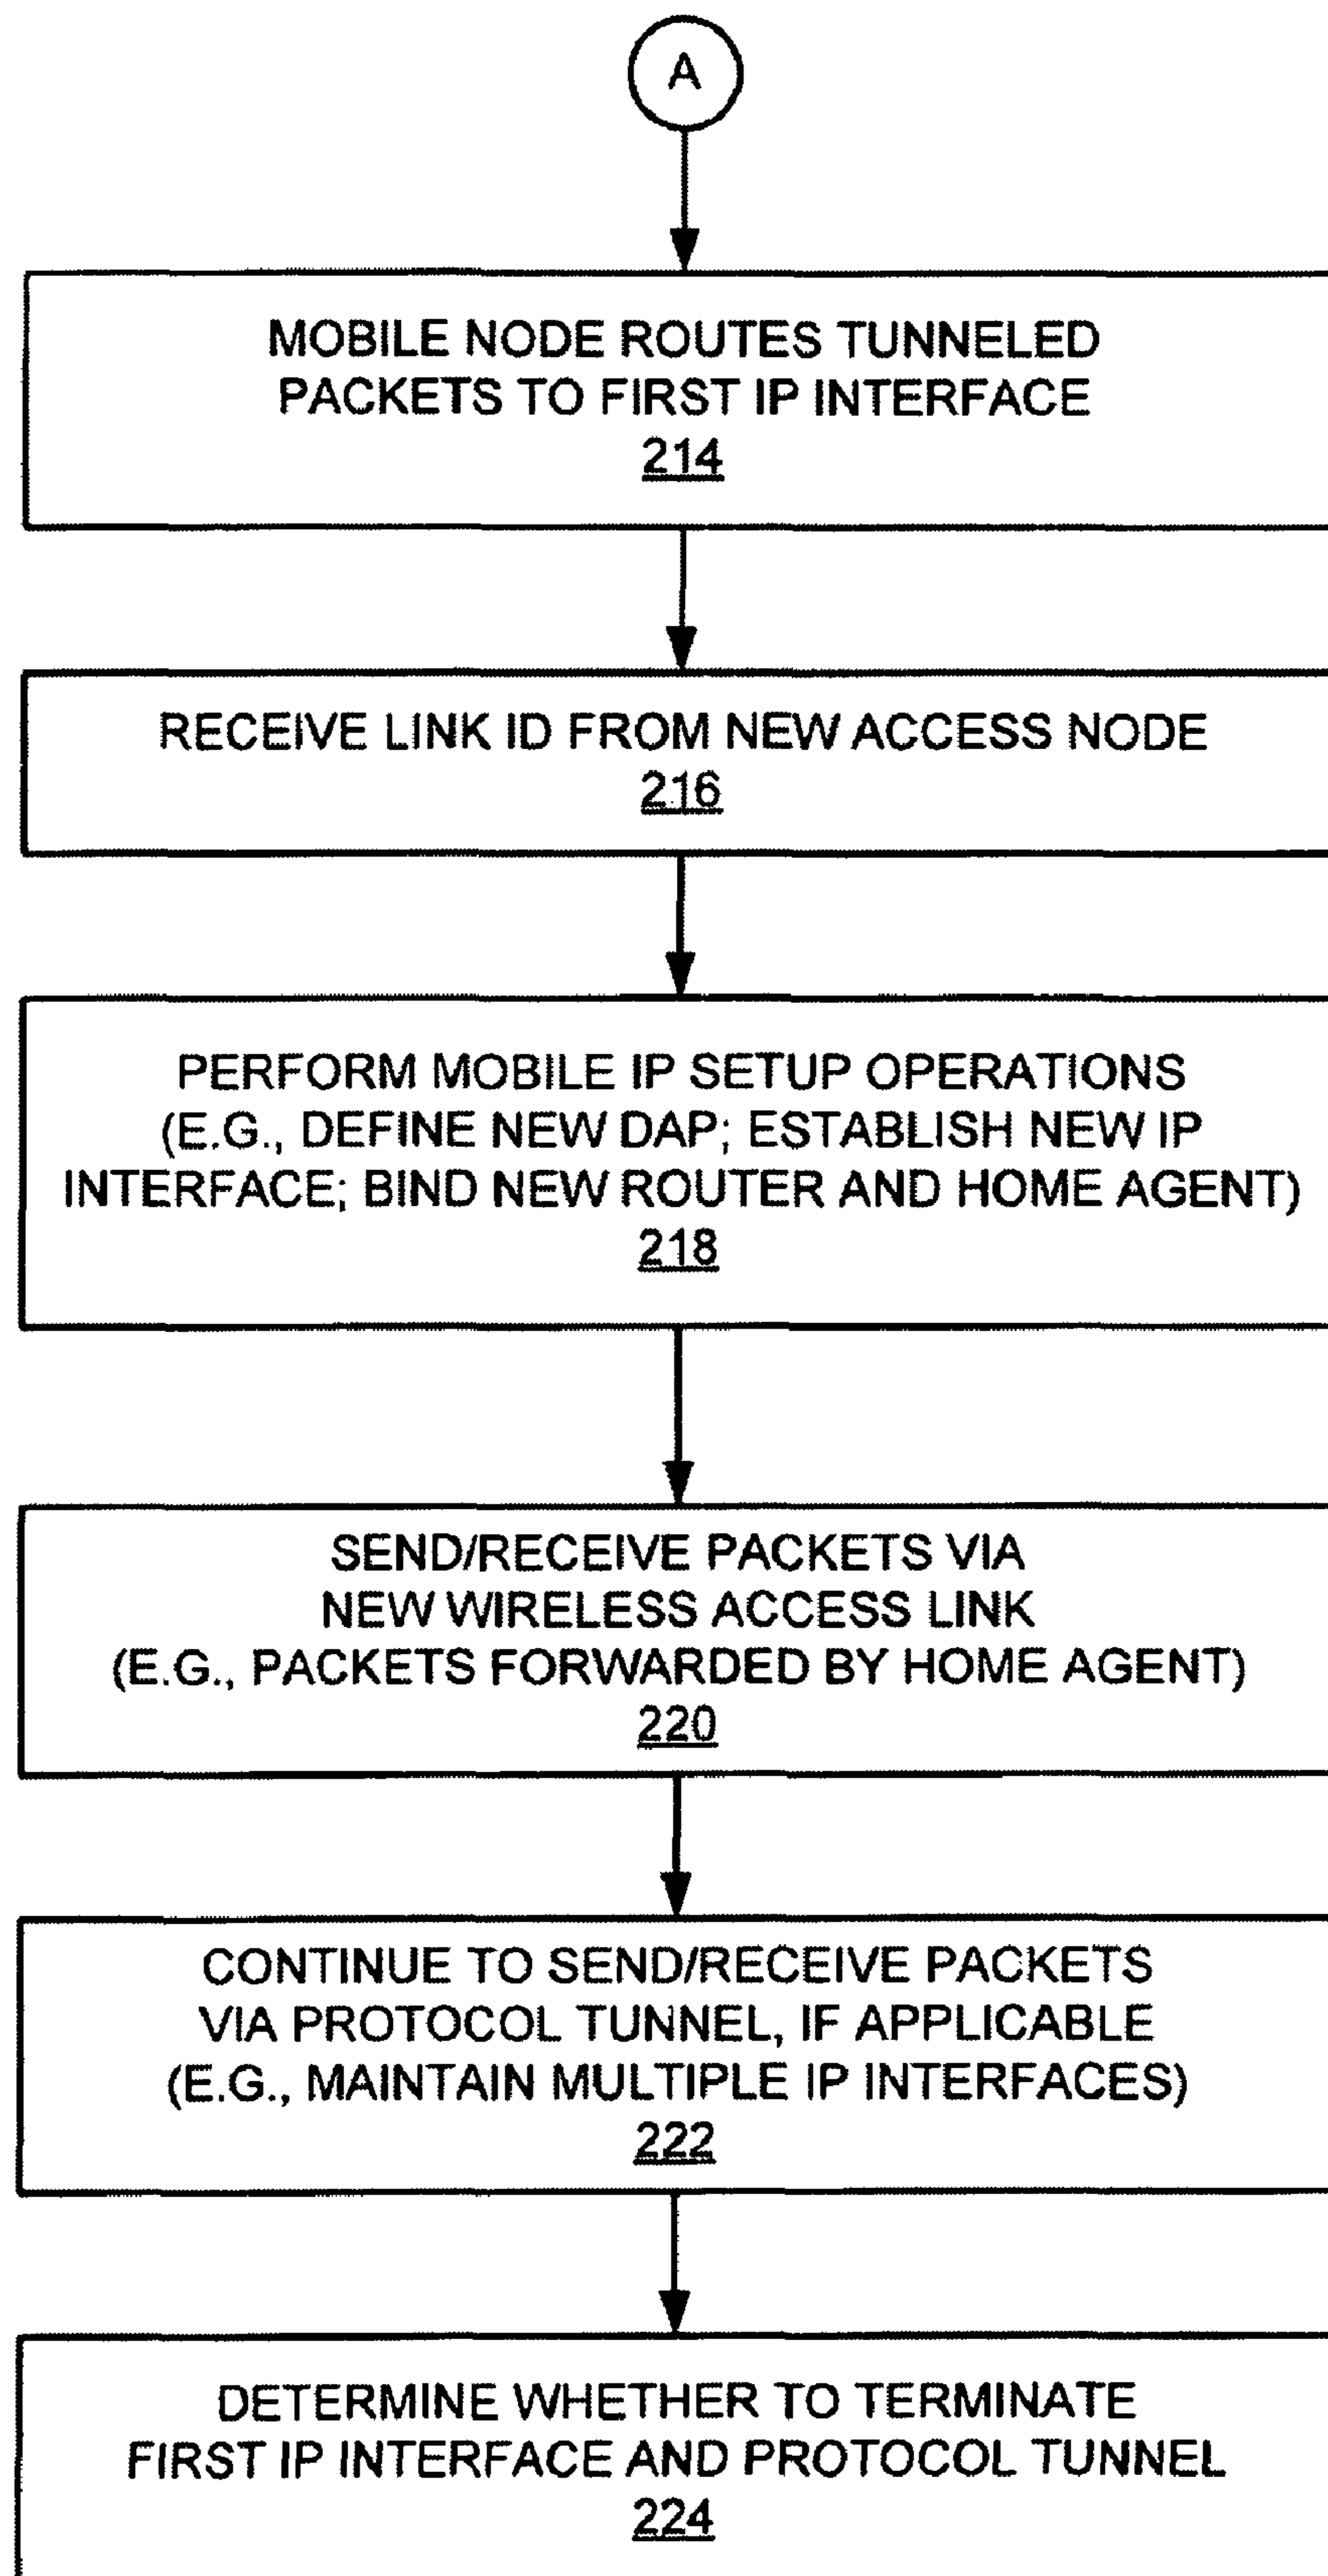 A
MOBILE NODE ROUTES TUNNELED
PACKETS TO FIRST IP INTERFACE
214
RECEIVE LINK ID FROM NEW ACCESS NODE
216
PERFORM MOBILE IP SETUP OPERATIONS
(E.G., DEFINE NEW DAP; ESTABLISH NEW IP
INTERFACE; BIND NEW ROUTER AND HOME AGENT)
218
SEND/RECEIVE PACKETS VIA
NEW WIRELESS ACCESS LINK
(E.G., PACKETS FORWARDED BY HOME AGENT)
220
CONTINUE TO SEND/RECEIVE PACKETS
VIA PROTOCOL TUNNEL, IF APPLICABLE
(E.G., MAINTAIN MULTIPLE IP INTERFACES)
222
DETERMINE WHETHER TO TERMINATE
FIRST IP INTERFACE AND PROTOCOL TUNNEL
224